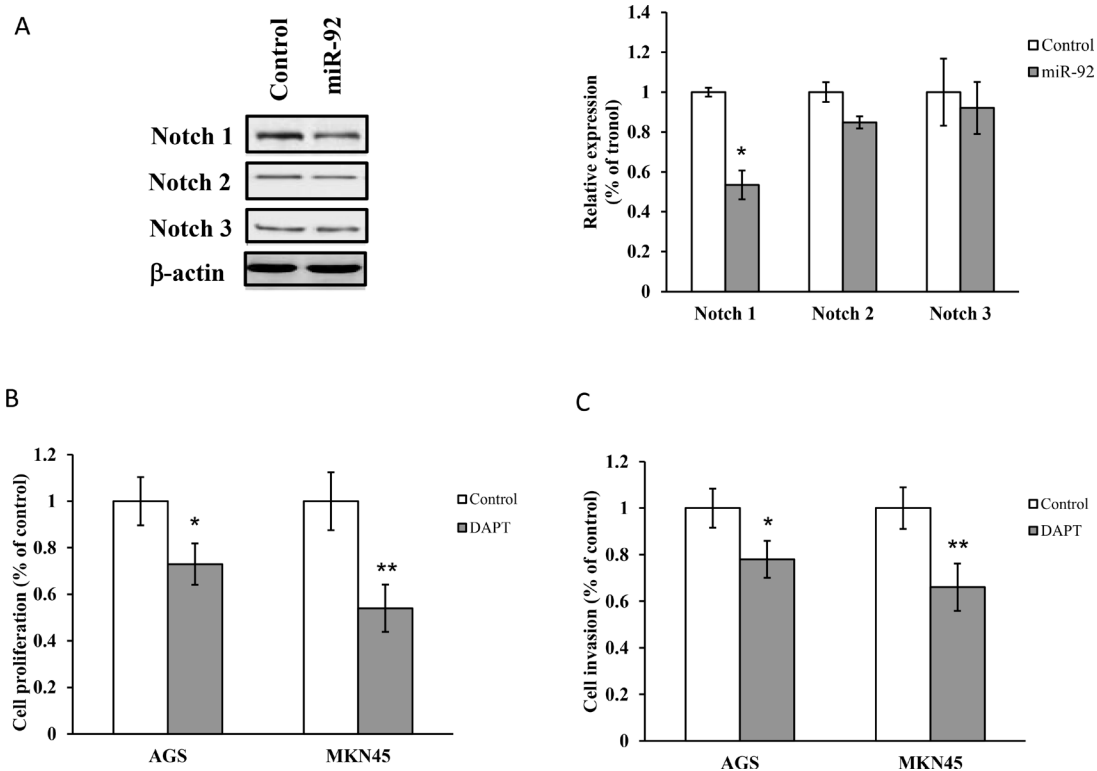 A
Control
miR-92
Notch 1
Notch 2
Notch 3
β-actin
Relative expression
(% of tronol)
1.4
1.2
1
0.8
0.6
0.4
0.2
0
*
Notch 1
Notch 2
Notch 3
Control
miR-92
B
Cell proliferation (% of control)
1.2
1
0.8
0.6
0.4
0.2
0
*
**
AGS
MKN45
Control
DAPT
C
Cell invasion (% of control)
1.2
1
0.8
0.6
0.4
0.2
0
*
**
AGS
MKN45
Control
DAPT